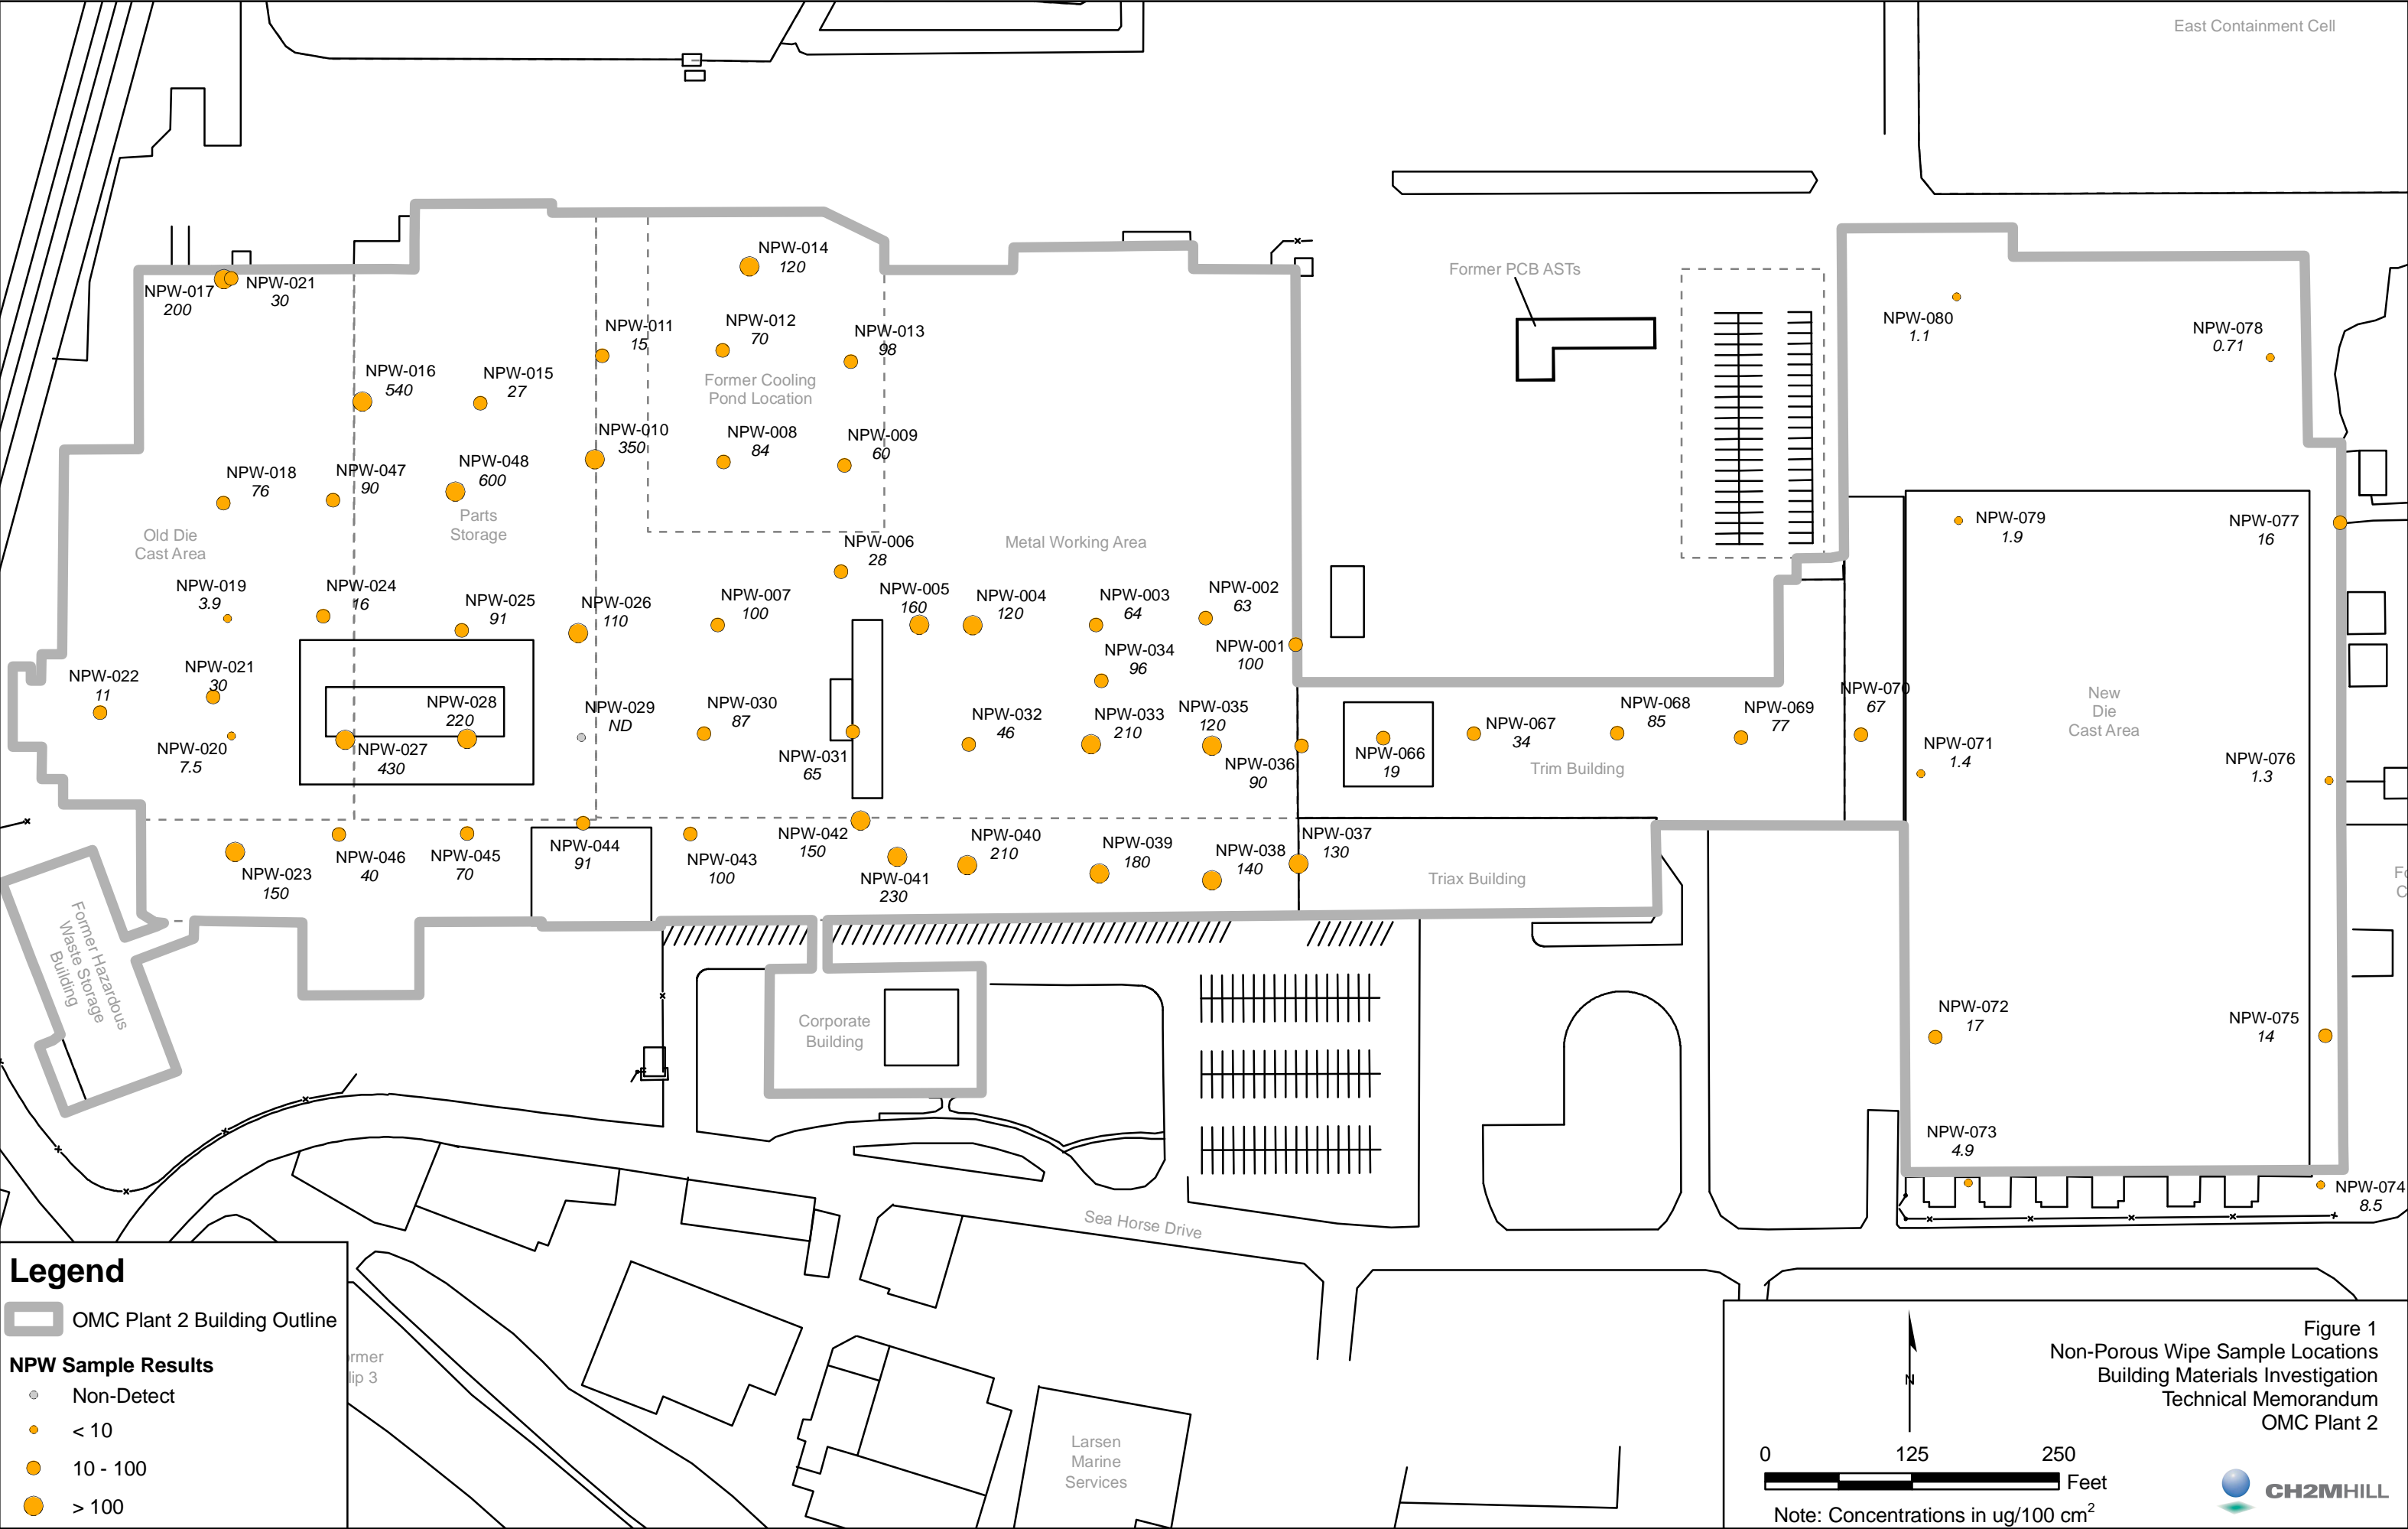 East Containment Cell
NPW-014
120
NPW-017
200
NPW-021
30
Former PCB ASTs
NPW-011
15
NPW-012
70
NPW-013
98
NPW-080
1.1
NPW-078
0.71
NPW-016
540
NPW-015
27
Former Cooling
Pond Location
NPW-010
350
NPW-008
84
NPW-009
60
NPW-018
76
NPW-047
90
NPW-048
600
Parts
Storage
Old Die
Cast Area
NPW-006
28
Metal Working Area
NPW-079
1.9
NPW-077
16
NPW-019
3.9
NPW-024
16
NPW-025
91
NPW-026
110
NPW-007
100
NPW-005
160
NPW-004
120
NPW-003
64
NPW-002
63
NPW-001
100
NPW-034
96
NPW-022
11
NPW-021
30
NPW-020
7.5
NPW-028
220
NPW-027
430
NPW-029
ND
NPW-030
87
NPW-031
65
NPW-032
46
NPW-033
210
NPW-035
120
NPW-036
90
NPW-066
19
NPW-067
34
NPW-068
85
NPW-069
77
NPW-070
67
Trim Building
New
Die
Cast Area
NPW-071
1.4
NPW-076
1.3
NPW-023
150
NPW-046
40
NPW-045
70
NPW-044
91
NPW-043
100
NPW-042
150
NPW-041
230
NPW-040
210
NPW-039
180
NPW-038
140
NPW-037
130
Triax Building
Fo
C
Former Hazardous
Waste Storage
Building
Corporate
Building
NPW-072
17
NPW-075
14
NPW-073
4.9
NPW-074
8.5
Sea Horse Drive
Larsen
Marine
Services
rmer
lip 3
Legend
OMC Plant 2 Building Outline
NPW Sample Results
Non-Detect
< 10
10 - 100
> 100
Figure 1
Non-Porous Wipe Sample Locations
Building Materials Investigation
Technical Memorandum
OMC Plant 2
N
0 125 250
Feet
Note: Concentrations in ug/100 cm2
CH2MHILL